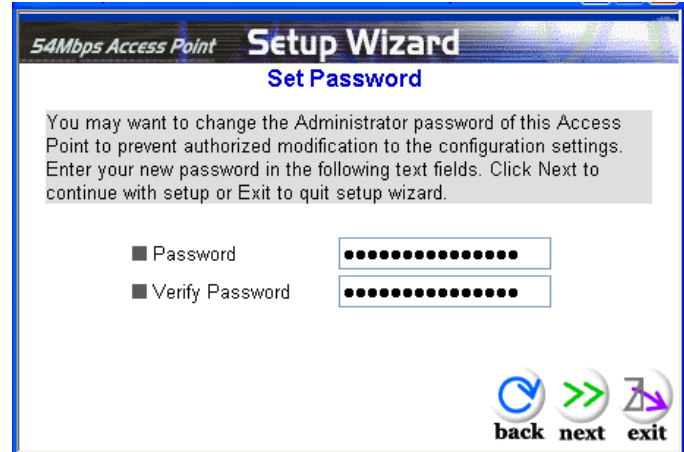 54Mbps Access Point Setup Wizard
Set Password
You may want to change the Administrator password of this Access
Point to prevent authorized modification to the configuration settings.
Enter your new password in the following text fields. Click Next to
continue with setup or Exit to quit setup wizard.
Password ●●●●●●●●●●●●●●●
Verify Password ●●●●●●●●●●●●●●●
back next exit